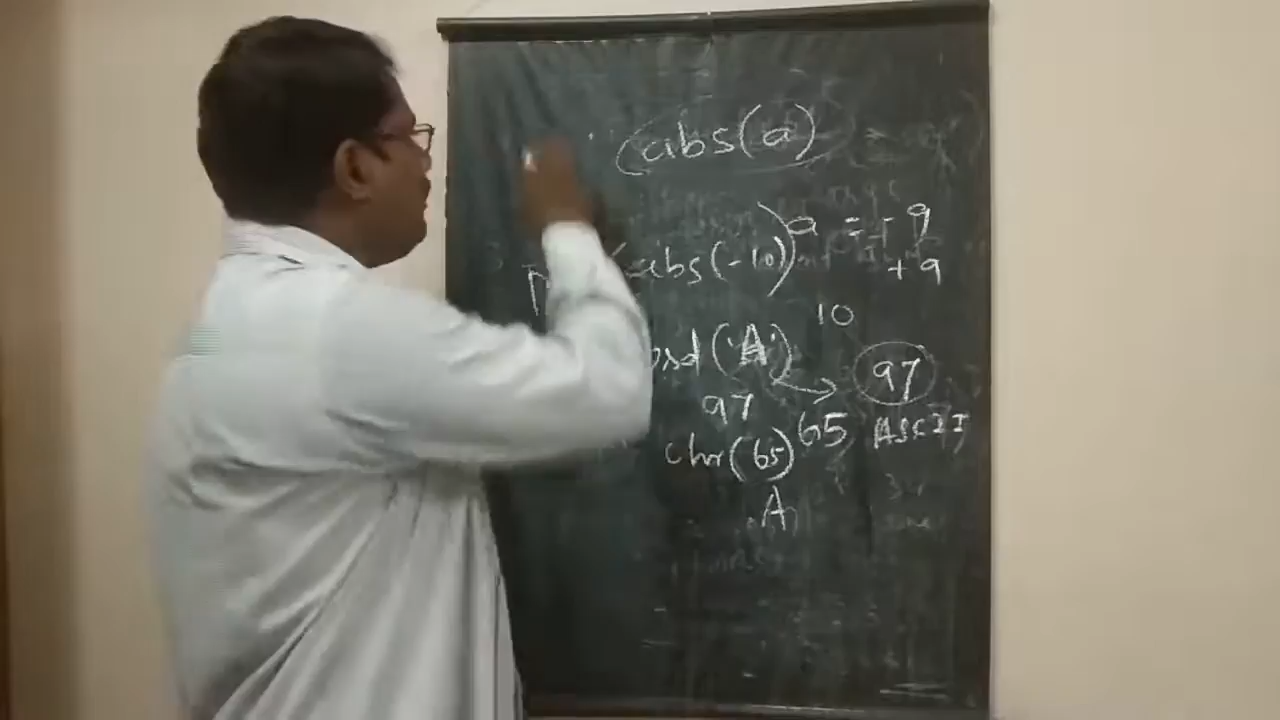 (abs(a)
a = - 9
abs(-10)) + 9
10
ord('A') → 97
97 65 ASCII
chr(65)
A